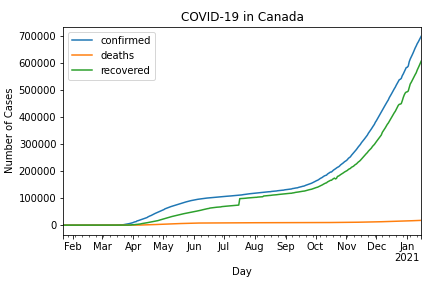 COVID-19 in Canada
confirmed
deaths
recovered
700000
600000
500000
400000
300000
200000
100000
0
Number of Cases
Feb Mar Apr May Jun Jul Aug Sep Oct Nov Dec Jan
2021
Day